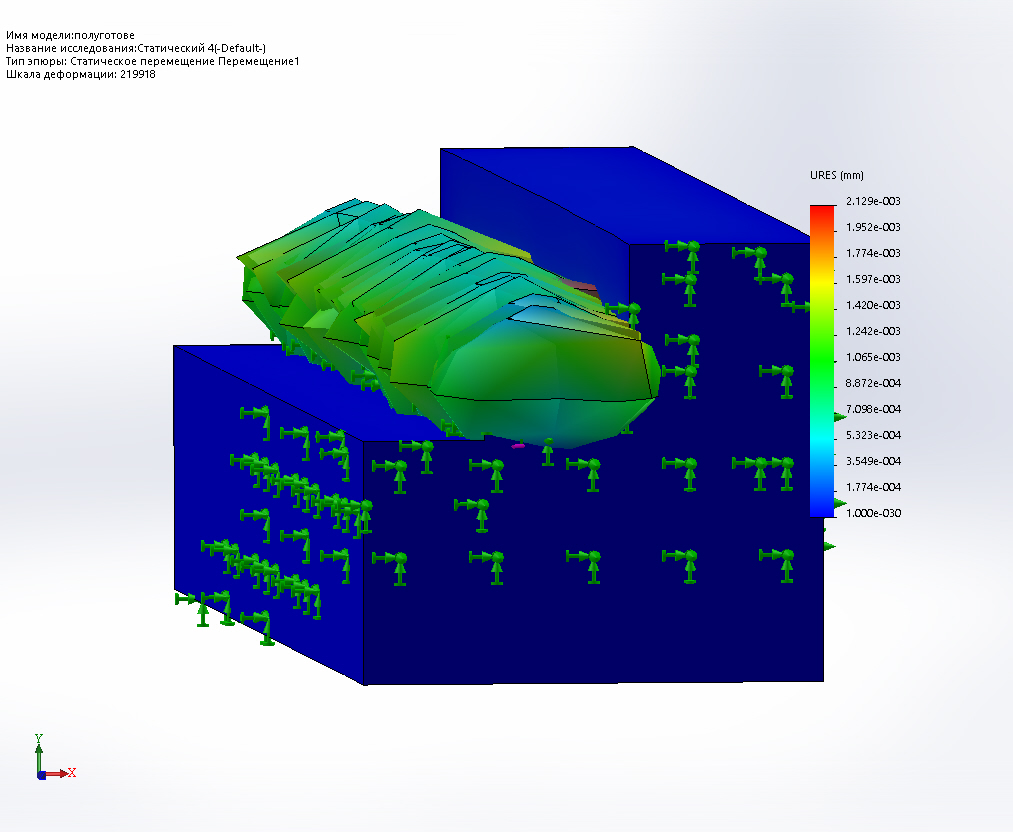 Имя модели:полуготове
Название исследования:Статический 4(-Default-)
Тип эпюры: Статическое перемещение Перемещение1
Шкала деформации: 219918
URES (mm)
2.129e-003
1.952e-003
1.774e-003
1.597e-003
1.420e-003
1.242e-003
1.065e-003
8.872e-004
7.098e-004
5.323e-004
3.549e-004
1.774e-004
1.000e-030
Y
X